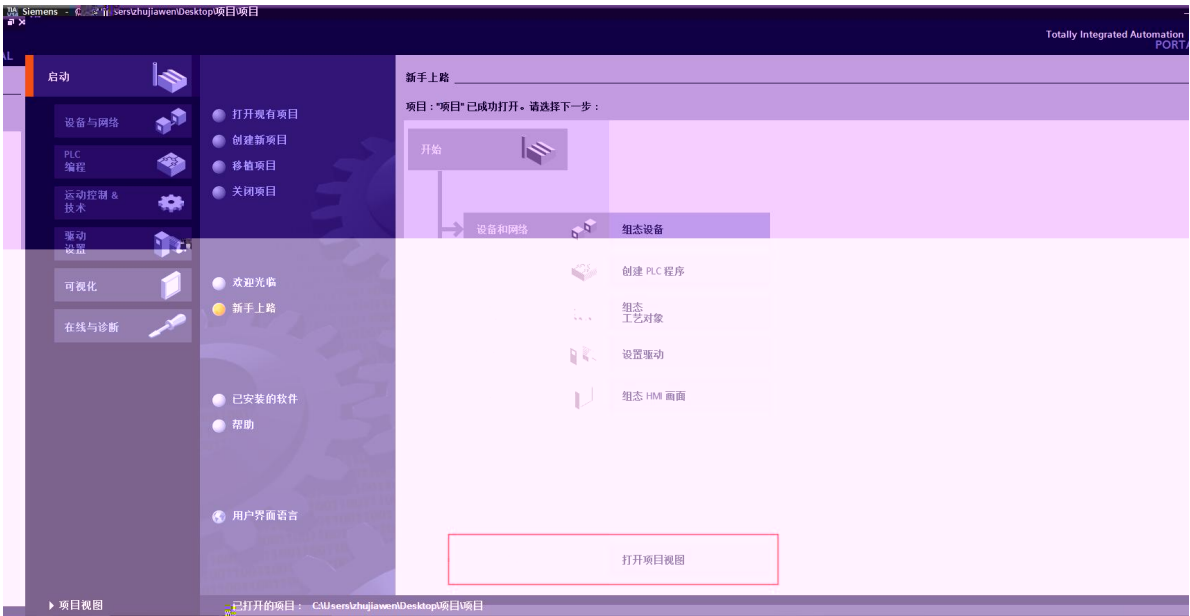 Siemens - C:\Users\zhujiawen\Desktop\项目\项目
Totally Integrated Automation
PORTA
AL
启动
设备与网络
PLC
编程
运动控制 &
技术
驱动
设置
可视化
在线与诊断
打开现有项目
创建新项目
移植项目
关闭项目
欢迎光临
新手上路
已安装的软件
帮助
用户界面语言
新手上路
项目："项目" 已成功打开。请选择下一步：
开始
设备和网络
组态设备
创建 PLC 程序
组态
工艺对象
设置驱动
组态 HMI 画面
打开项目视图
项目视图
已打开的项目： C:\Users\zhujiawen\Desktop\项目\项目